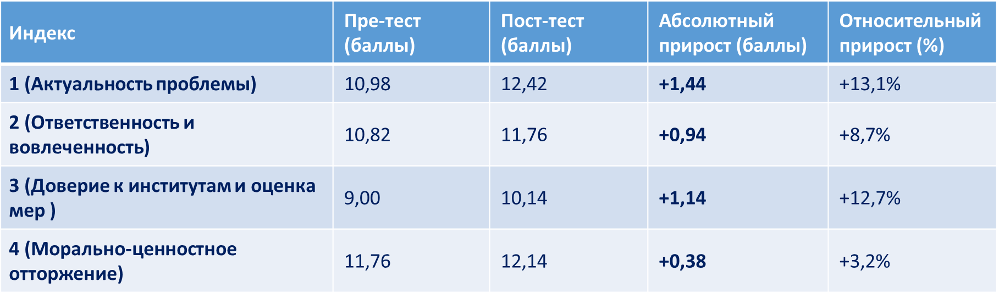 Индекс
Пре-тест
(баллы)
Пост-тест
(баллы)
Абсолютный
прирост (баллы)
Относительный
прирост (%)
1 (Актуальность проблемы)
10,98
12,42
+1,44
+13,1%
2 (Ответственность и
вовлеченность)
10,82
11,76
+0,94
+8,7%
3 (Доверие к институтам и оценка
мер )
9,00
10,14
+1,14
+12,7%
4 (Морально-ценностное
отторжение)
11,76
12,14
+0,38
+3,2%